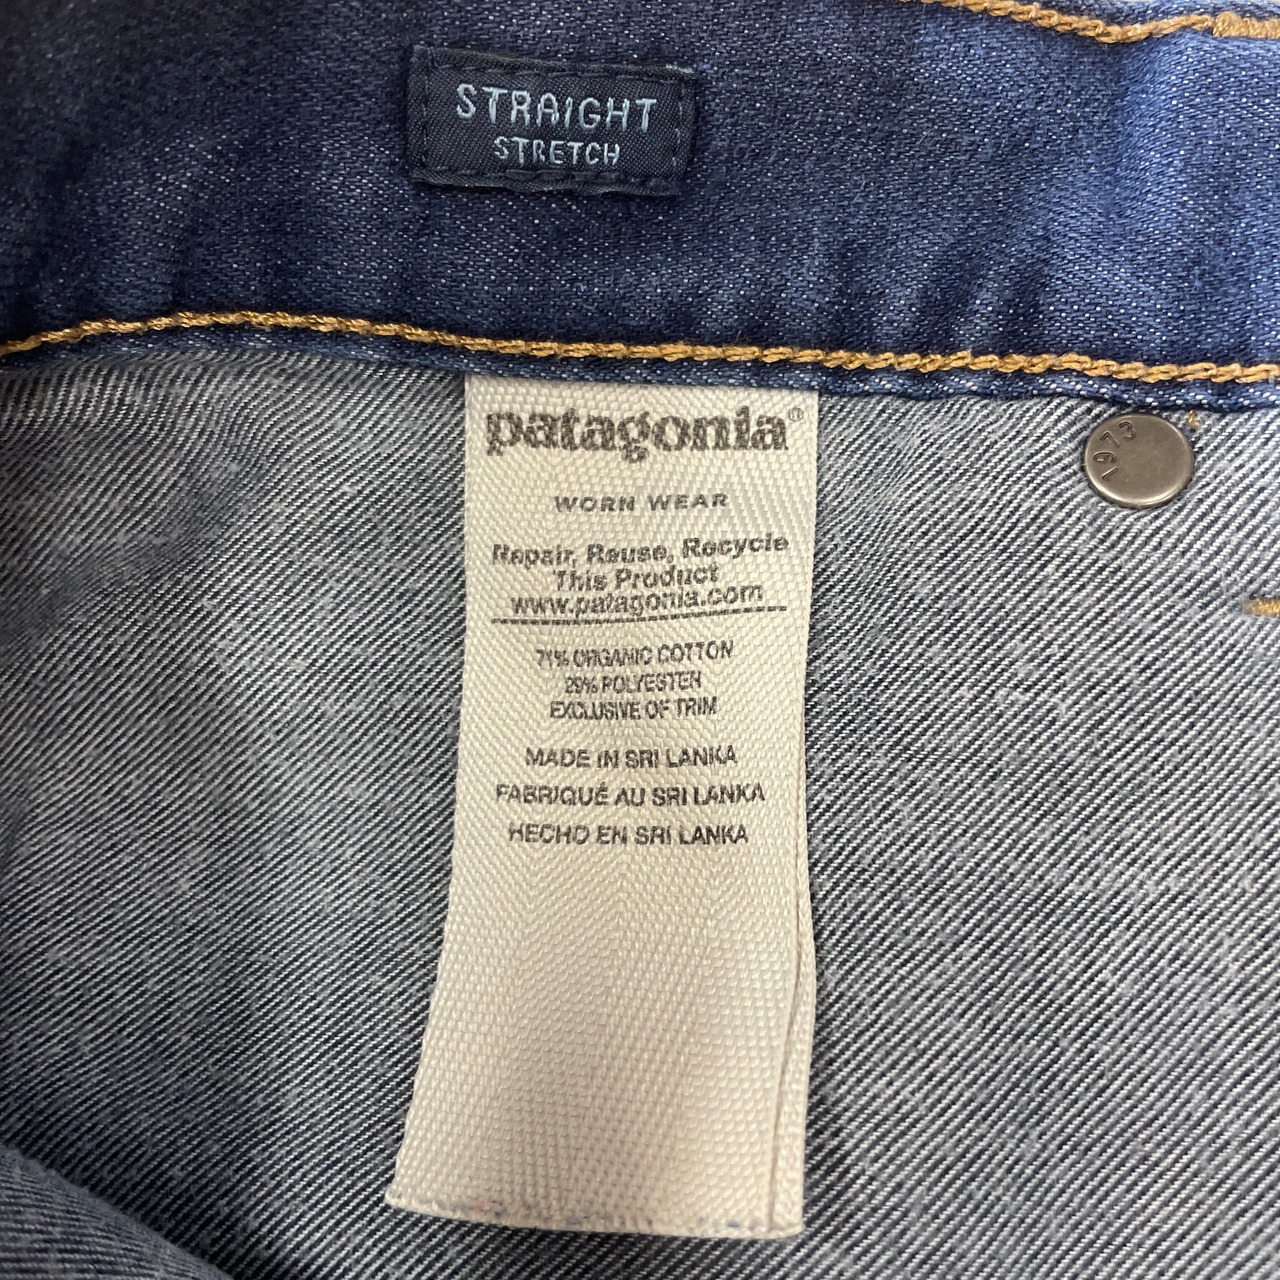 STRAIGHT
STRETCH
patagonia®
1973
WORN WEAR
Repair, Reuse, Recycle
This Product
www.patagonia.com
71% ORGANIC COTTON
29% POLYESTER
EXCLUSIVE OF TRIM
MADE IN SRI LANKA
FABRIQUÉ AU SRI LANKA
HECHO EN SRI LANKA